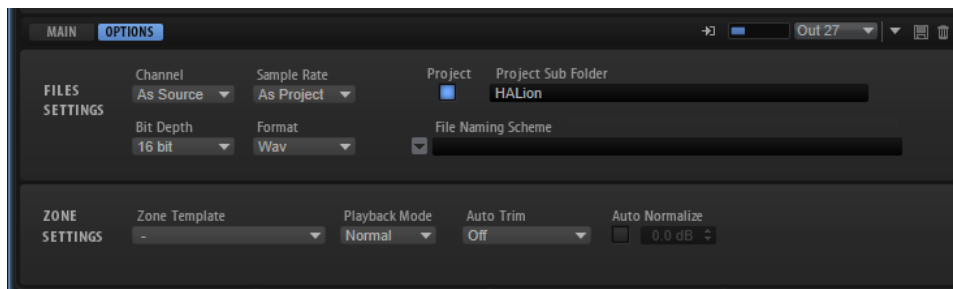 MAIN OPTIONS Out 27
FILES SETTINGS
Channel Sample Rate Project Project Sub Folder
As Source As Project HALion
Bit Depth Format File Naming Scheme
16 bit Wav
ZONE SETTINGS
Zone Template Playback Mode Auto Trim Auto Normalize
- Normal Off 0.0 dB